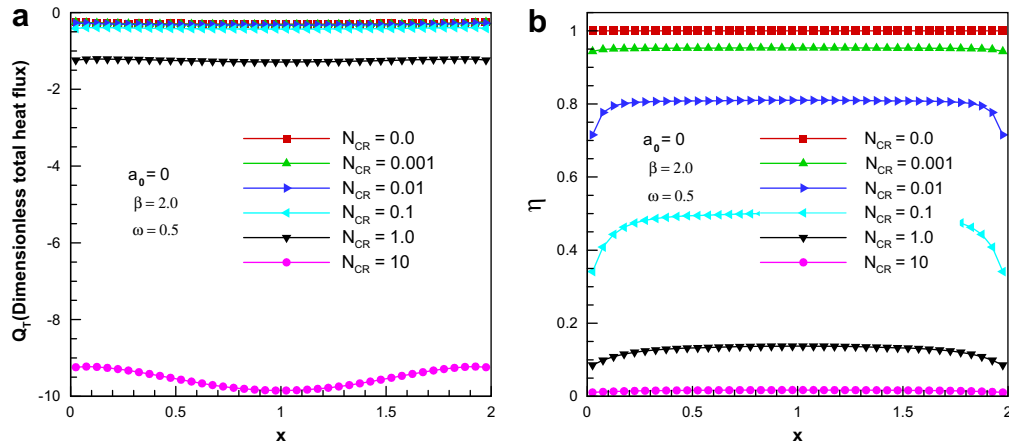 a
0
-2
-4
-6
-8
-10
Q_T(Dimensionless total heat flux)
a_0 = 0
β = 2.0
ω = 0.5
N_CR = 0.0
N_CR = 0.001
N_CR = 0.01
N_CR = 0.1
N_CR = 1.0
N_CR = 10
0 0.5 1 1.5 2
x
b
1
0.8
0.6
0.4
0.2
0
η
a_0 = 0
β = 2.0
ω = 0.5
N_CR = 0.0
N_CR = 0.001
N_CR = 0.01
N_CR = 0.1
N_CR = 1.0
N_CR = 10
0 0.5 1 1.5 2
x